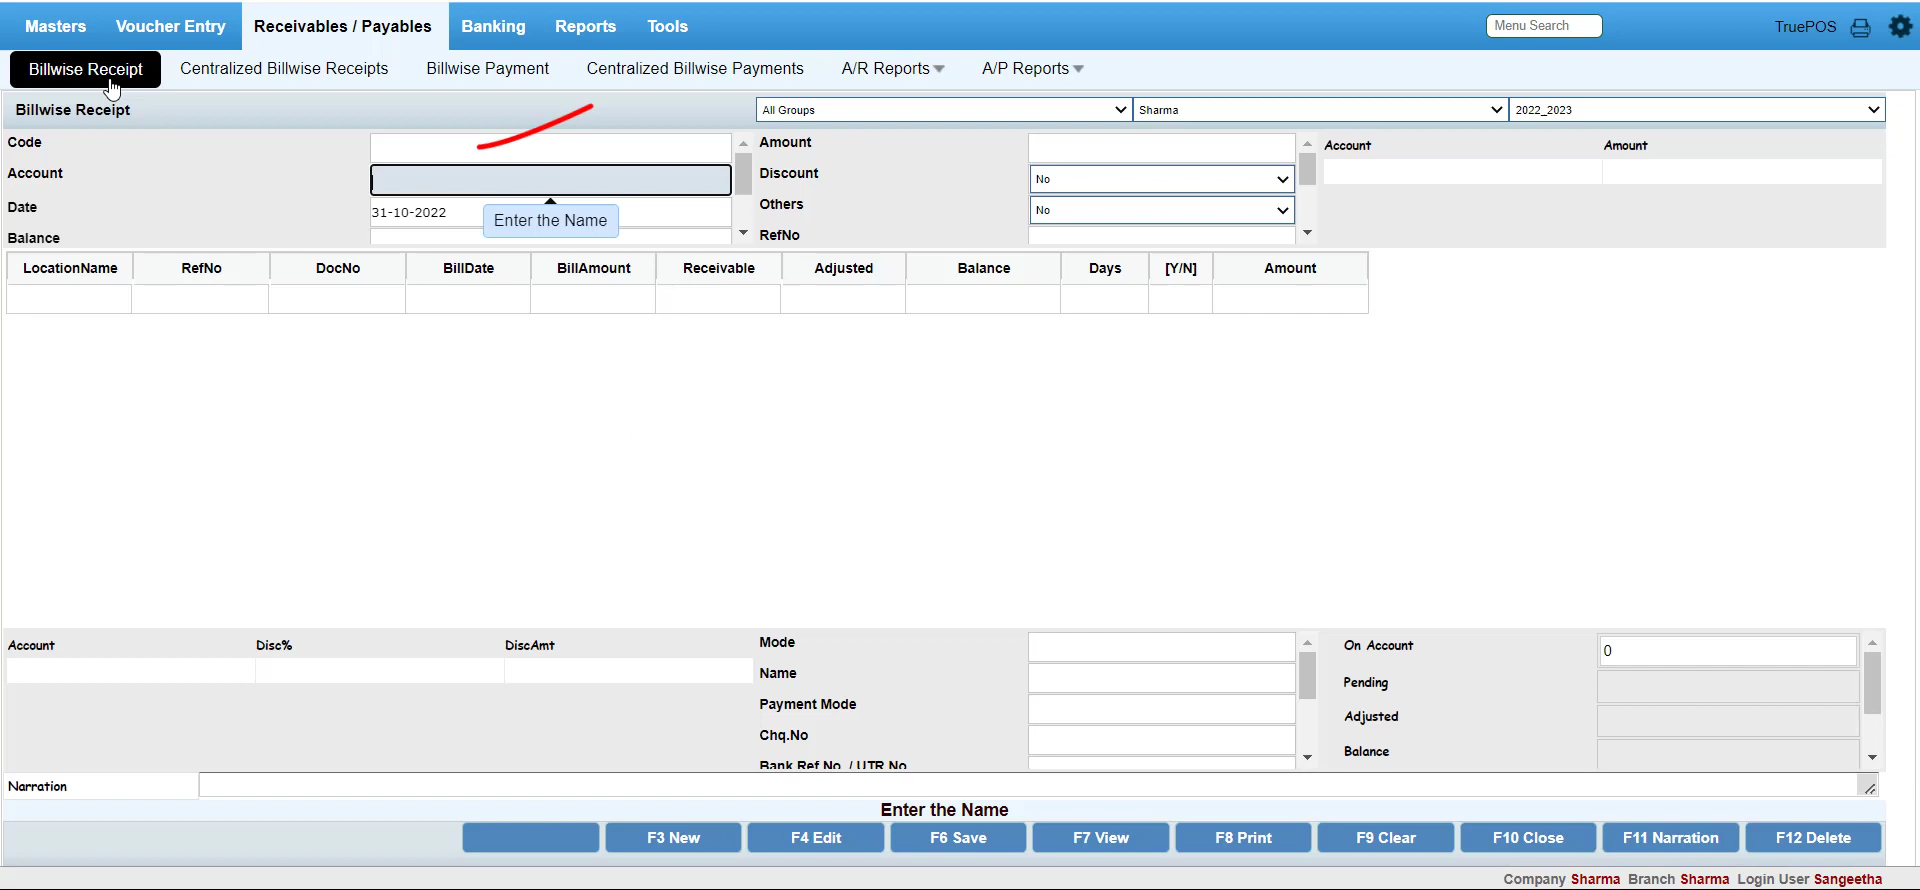 Masters Voucher Entry Receivables / Payables Banking Reports Tools Menu Search TruePOS
Billwise Receipt Centralized Billwise Receipts Billwise Payment Centralized Billwise Payments A/R Reports A/P Reports
Billwise Receipt All Groups Sharma 2022_2023
Code Amount Account Amount
Account Discount No
Date 31-10-2022 Others No
Enter the Name
Balance RefNo
LocationName RefNo DocNo BillDate BillAmount Receivable Adjusted Balance Days [Y/N] Amount
Account Disc% DiscAmt Mode On Account 0
Name Pending
Payment Mode Adjusted
Chq.No Balance
Bank Ref No. / UTR No
Narration
Enter the Name
F3 New F4 Edit F6 Save F7 View F8 Print F9 Clear F10 Close F11 Narration F12 Delete
Company Sharma Branch Sharma Login User Sangeetha